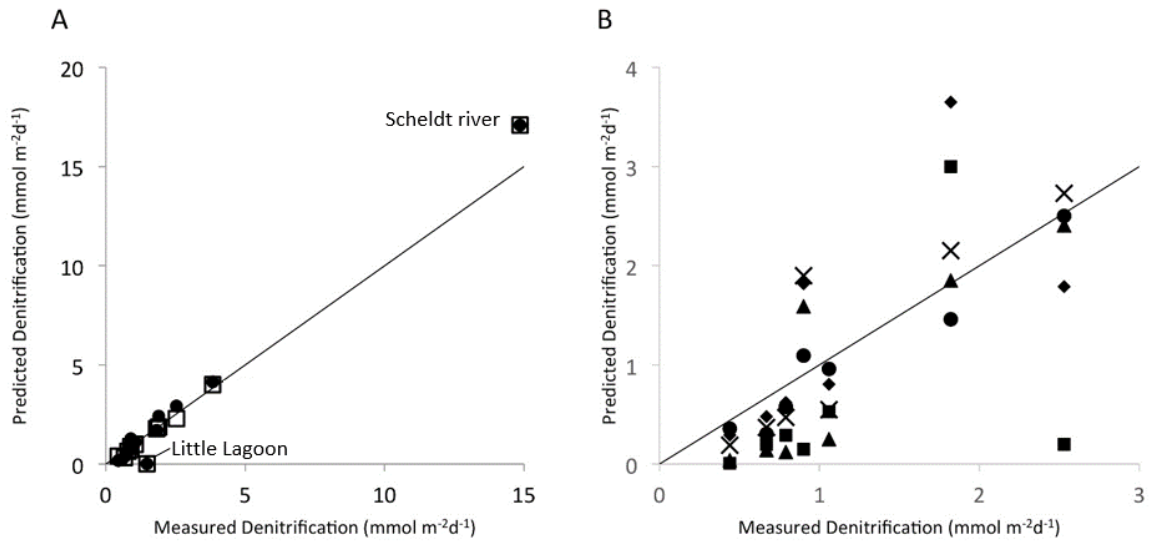 A
20
15
10
5
0
0
5
10
15
Scheldt river
Little Lagoon
Predicted Denitrification (mmol m⁻²d⁻¹)
Measured Denitrification (mmol m⁻²d⁻¹)
B
4
3
2
1
0
0
1
2
3
Predicted Denitrification (mmol m⁻²d⁻¹)
Measured Denitrification (mmol m⁻²d⁻¹)